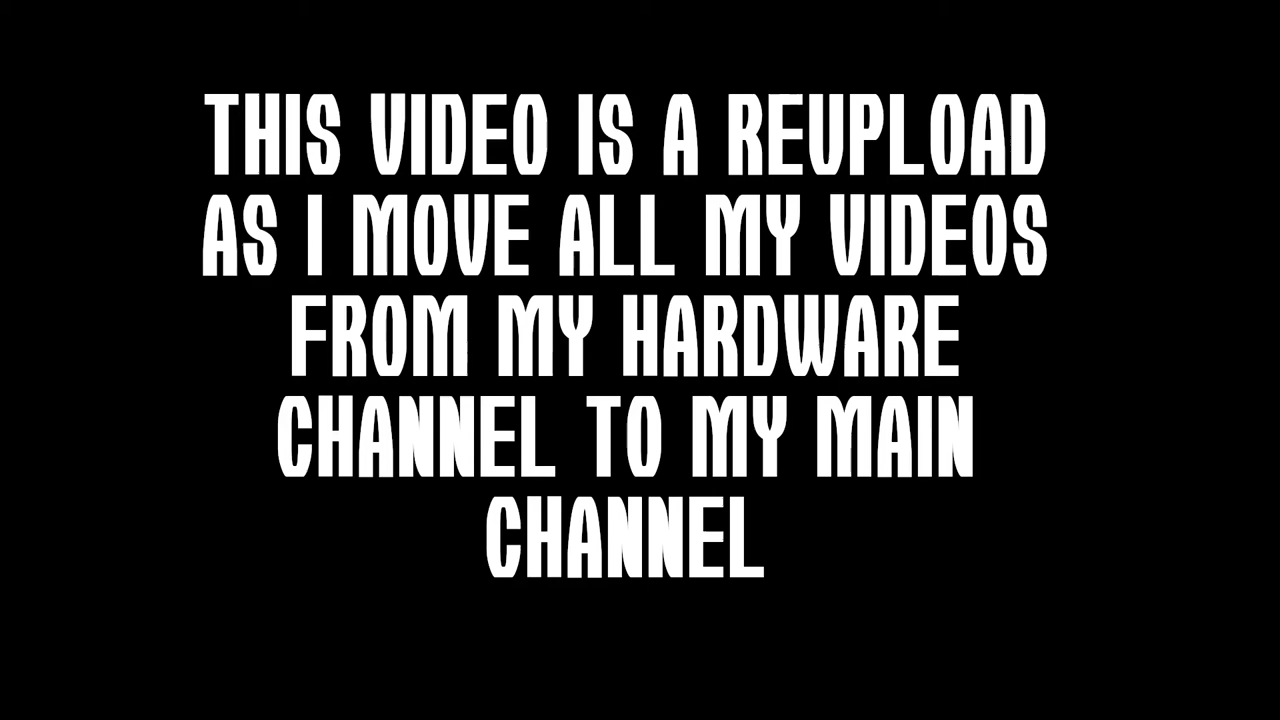 THIS VIDEO IS A REUPLOAD
AS I MOVE ALL MY VIDEOS
FROM MY HARDWARE
CHANNEL TO MY MAIN
CHANNEL